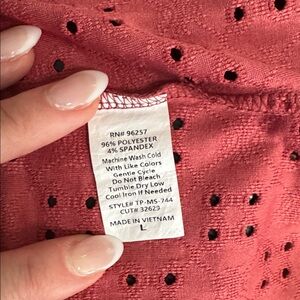 RN# 96257
96% POLYESTER
4% SPANDEX
Machine Wash Cold
With Like Colors
Gentle Cycle
Do Not Bleach
Tumble Dry Low
Cool Iron If Needed
STYLE# TP-MS-744
CUT# 32625
MADE IN VIETNAM
L